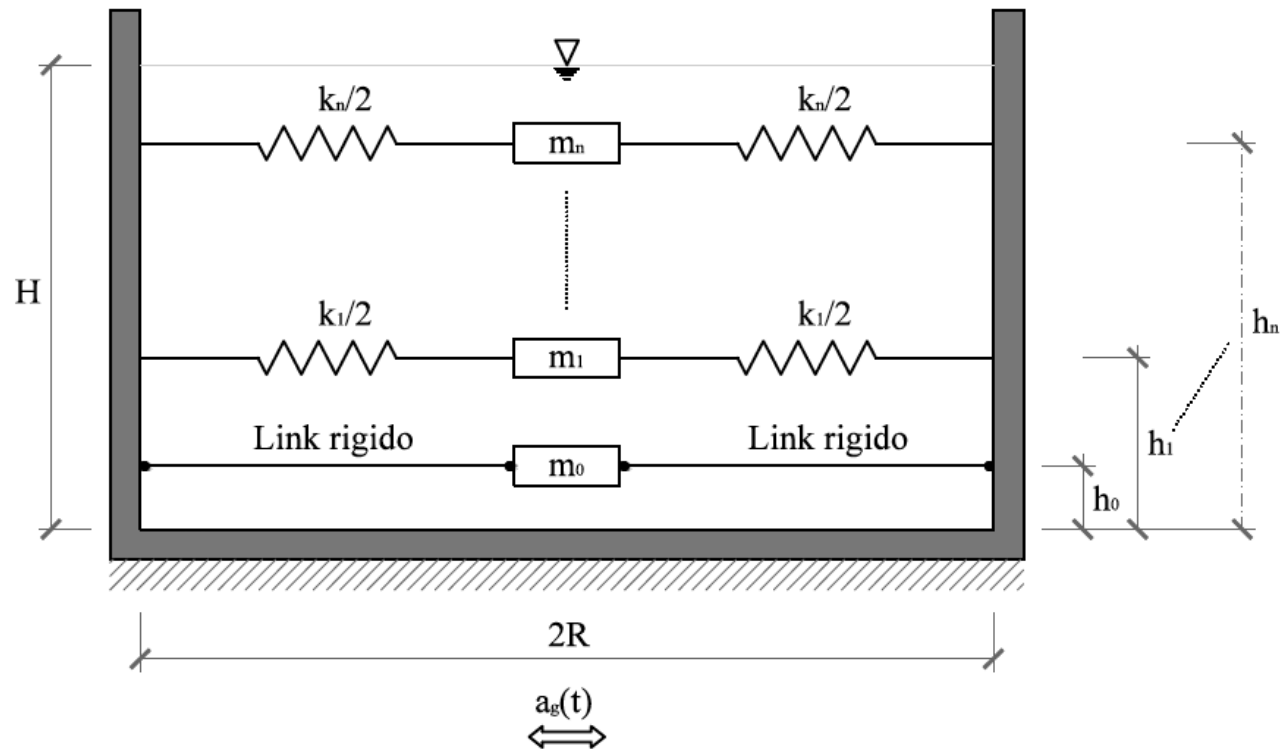 kₙ/2 kₙ/2
mₙ
H
k₁/2 k₁/2
m₁
hₙ
Link rigido Link rigido
h₁
m₀
h₀
2R
a_g(t)